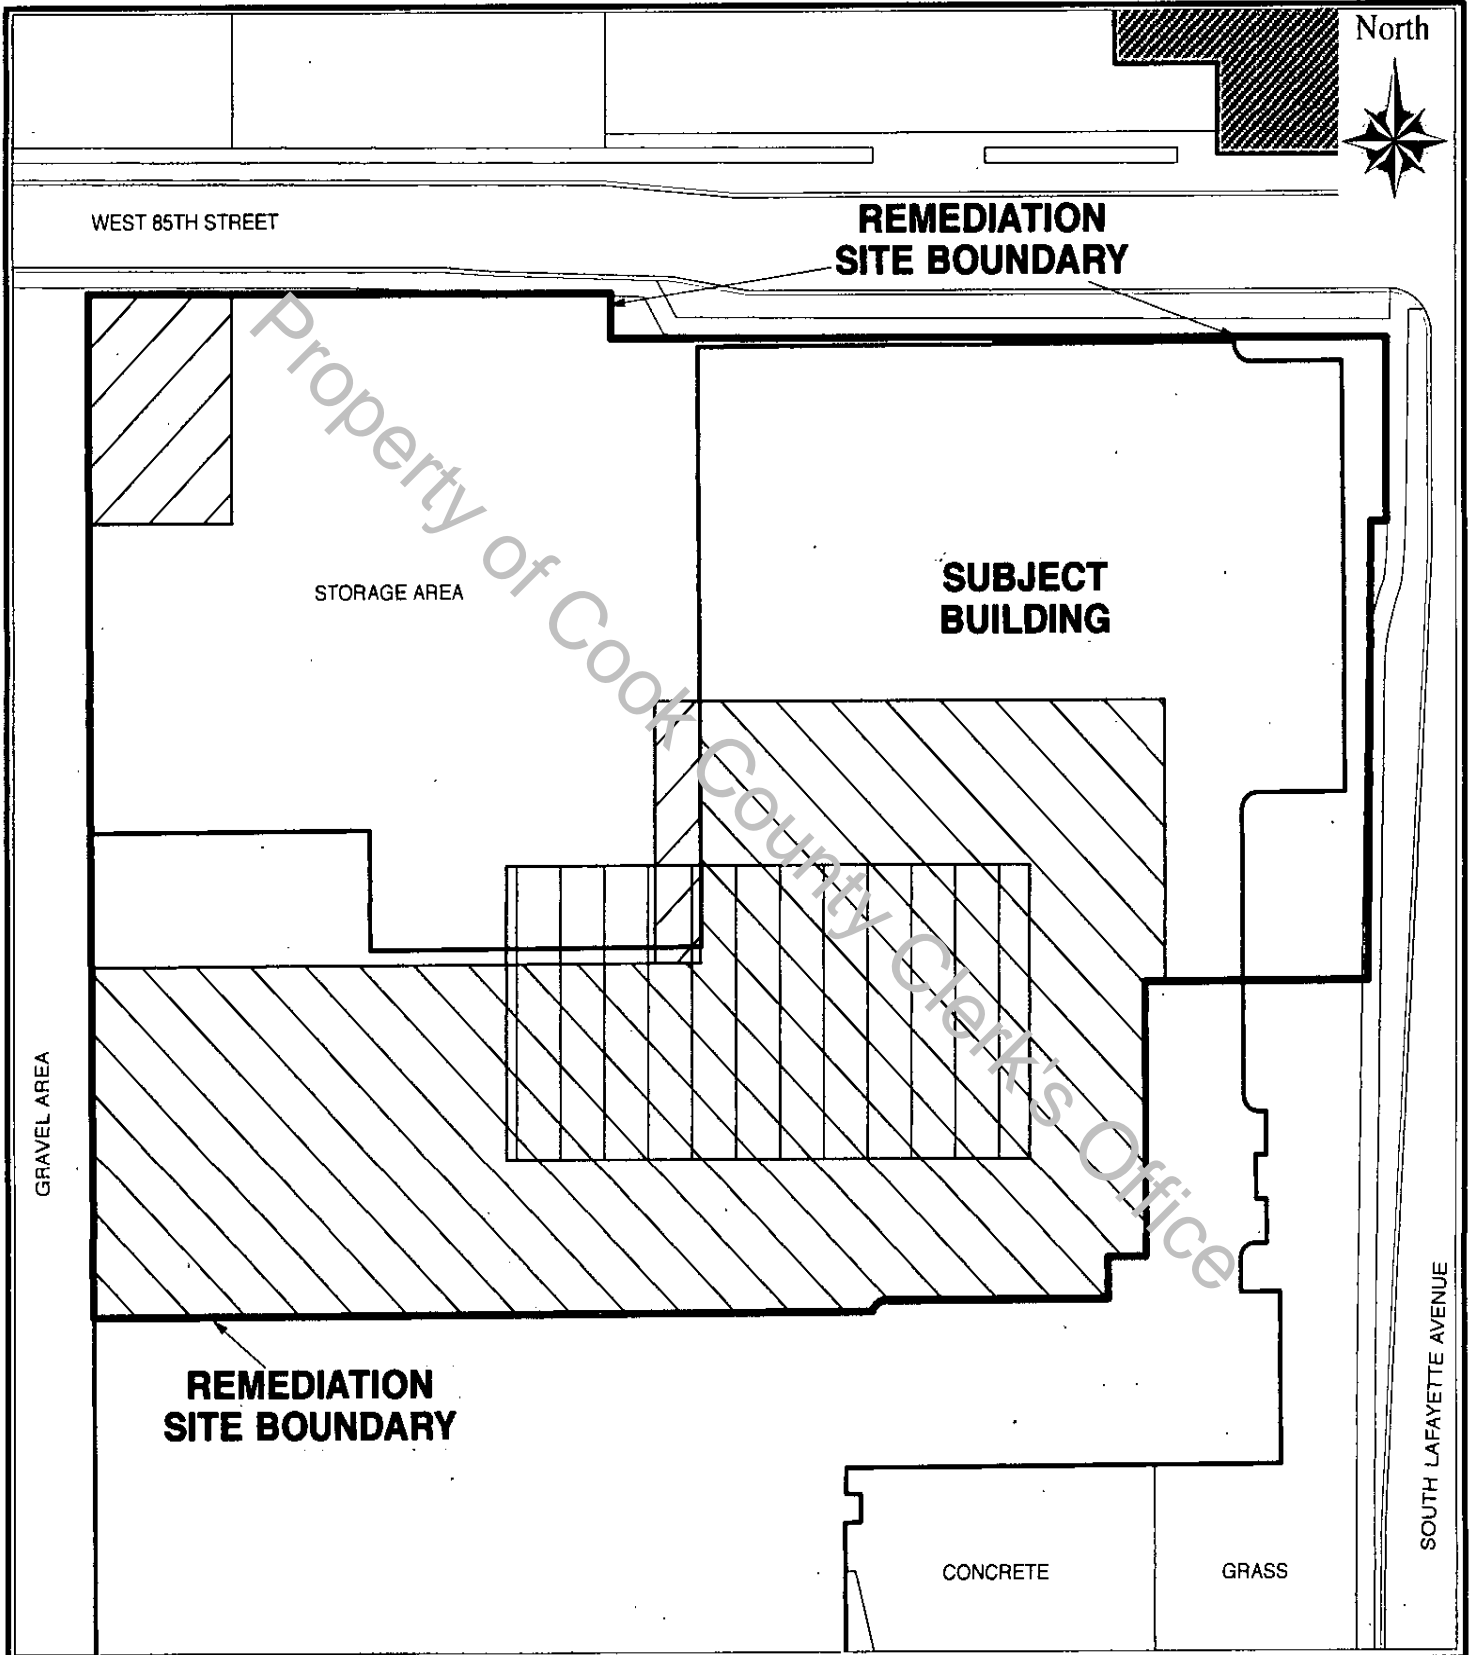 North
WEST 85TH STREET
REMEDIATION
SITE BOUNDARY
STORAGE AREA
SUBJECT
BUILDING
Property of Cook County Clerk's Office
GRAVEL AREA
REMEDIATION
SITE BOUNDARY
SOUTH LAFAYETTE AVENUE
CONCRETE
GRASS